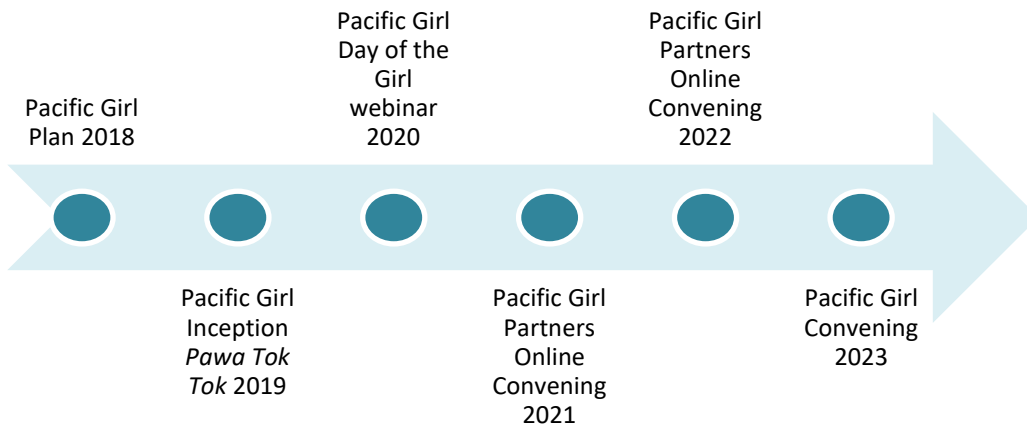 Pacific Girl
Plan 2018
Pacific Girl
Inception
Pawa Tok
Tok 2019
Pacific Girl
Day of the
Girl
webinar
2020
Pacific Girl
Partners
Online
Convening
2021
Pacific Girl
Partners
Online
Convening
2022
Pacific Girl
Convening
2023